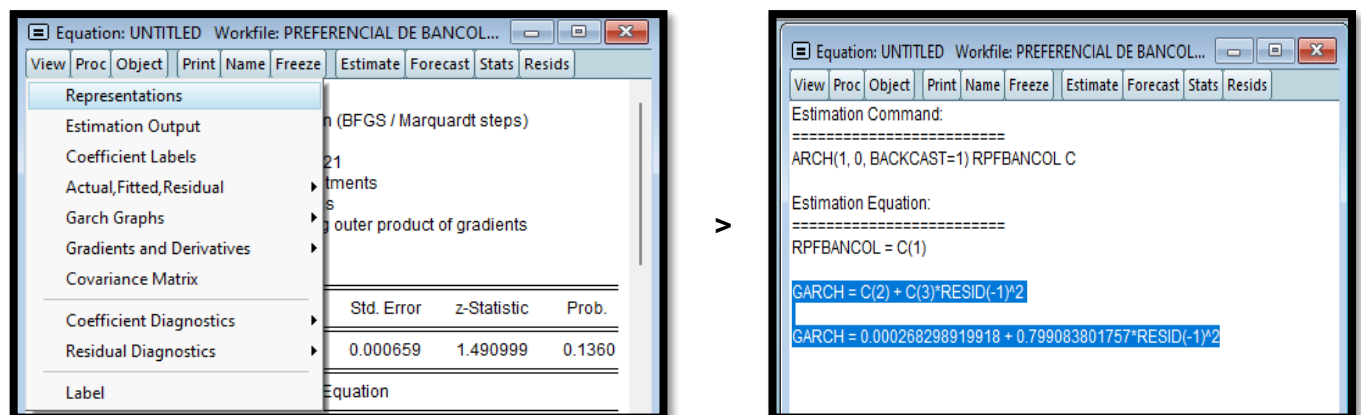 Equation: UNTITLED Workfile: PREFERENCIAL DE BANCOL...
View Proc Object Print Name Freeze Estimate Forecast Stats Resids
Representations
Estimation Output
Coefficient Labels
Actual,Fitted,Residual
Garch Graphs
Gradients and Derivatives
Covariance Matrix
Coefficient Diagnostics
Residual Diagnostics
Label
n (BFGS / Marquardt steps)
21
tments
s
g outer product of gradients
Std. Error z-Statistic Prob.
0.000659 1.490999 0.1360
Equation
>
Equation: UNTITLED Workfile: PREFERENCIAL DE BANCOL...
View Proc Object Print Name Freeze Estimate Forecast Stats Resids
Estimation Command:
=========================
ARCH(1, 0, BACKCAST=1) RPFBANCOL C
Estimation Equation:
=========================
RPFBANCOL = C(1)
GARCH = C(2) + C(3)*RESID(-1)^2
GARCH = 0.000268298919918 + 0.799083801757*RESID(-1)^2